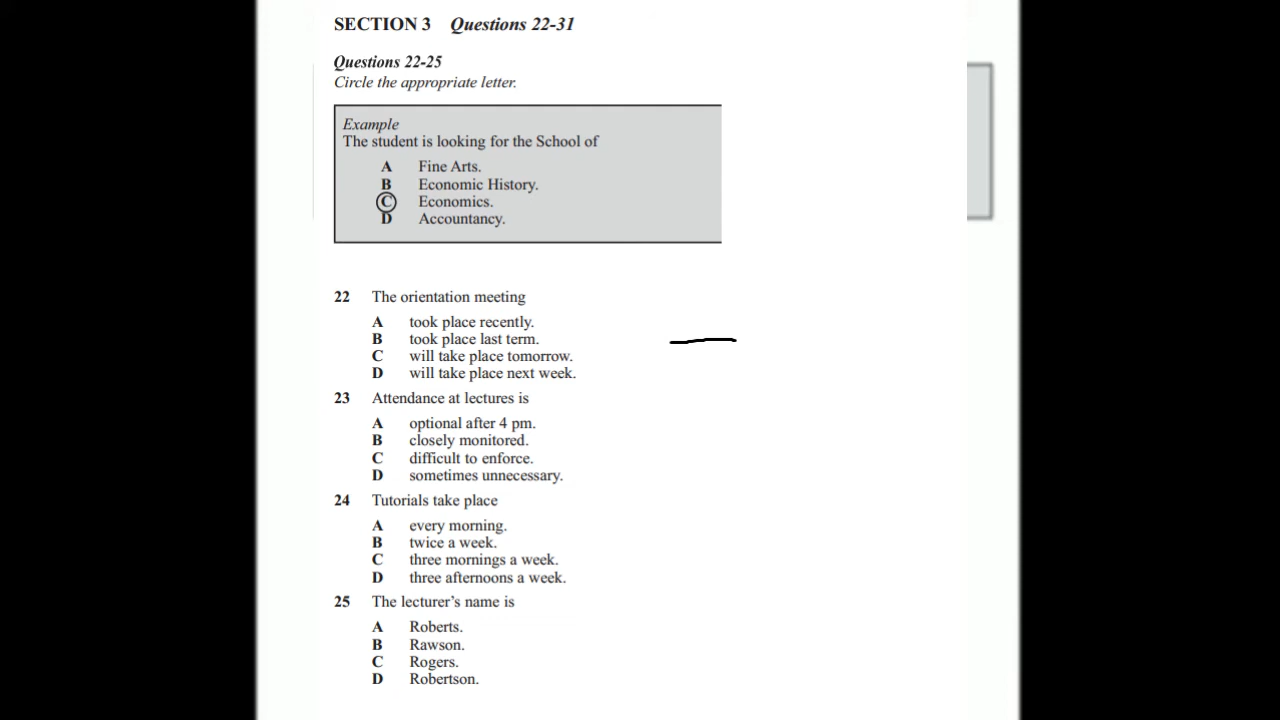 SECTION 3 Questions 22-31
Questions 22-25
Circle the appropriate letter.
Example
The student is looking for the School of
A Fine Arts.
B Economic History.
C Economics.
D Accountancy.
22 The orientation meeting
A took place recently.
B took place last term.
C will take place tomorrow.
D will take place next week.
23 Attendance at lectures is
A optional after 4 pm.
B closely monitored.
C difficult to enforce.
D sometimes unnecessary.
24 Tutorials take place
A every morning.
B twice a week.
C three mornings a week.
D three afternoons a week.
25 The lecturer's name is
A Roberts.
B Rawson.
C Rogers.
D Robertson.